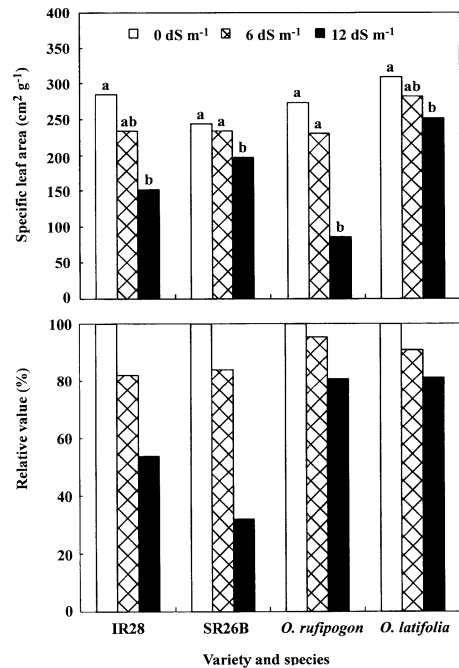 400
0 dS m⁻¹ 6 dS m⁻¹ 12 dS m⁻¹
350
300
250
200
150
100
50
0
Specific leaf area (cm² g⁻¹)
a ab b a a b a a b a ab b
100
80
60
40
20
0
Relative value (%)
IR28 SR26B O. rufipogon O. latifolia
Variety and species